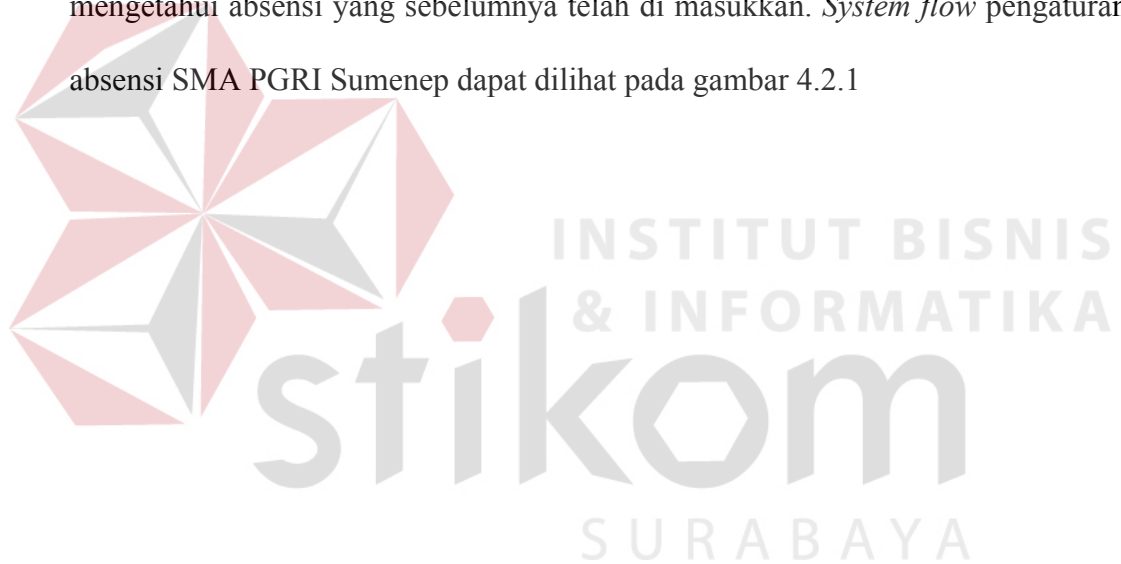 mengetahui absensi yang sebelumnya telah di masukkan. System flow pengaturan
absensi SMA PGRI Sumenep dapat dilihat pada gambar 4.2.1
INSTITUT BISNIS
& INFORMATIKA
stikom
SURABAYA